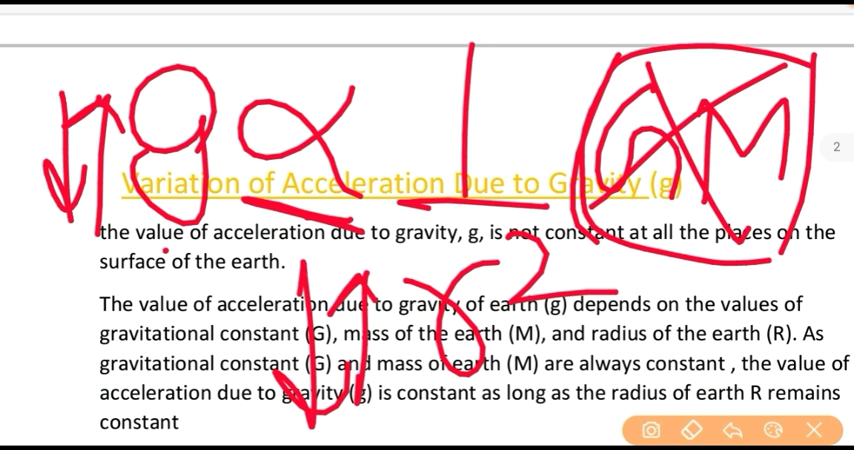 g ∝ 1 GM
2
Variation of Acceleration Due to Gravity (g)
the value of acceleration due to gravity, g, is not constant at all the places on the
surface of the earth.
r2
The value of acceleration due to gravity of earth (g) depends on the values of
gravitational constant (G), mass of the earth (M), and radius of the earth (R). As
gravitational constant (G) and mass of earth (M) are always constant , the value of
acceleration due to gravity (g) is constant as long as the radius of earth R remains
constant